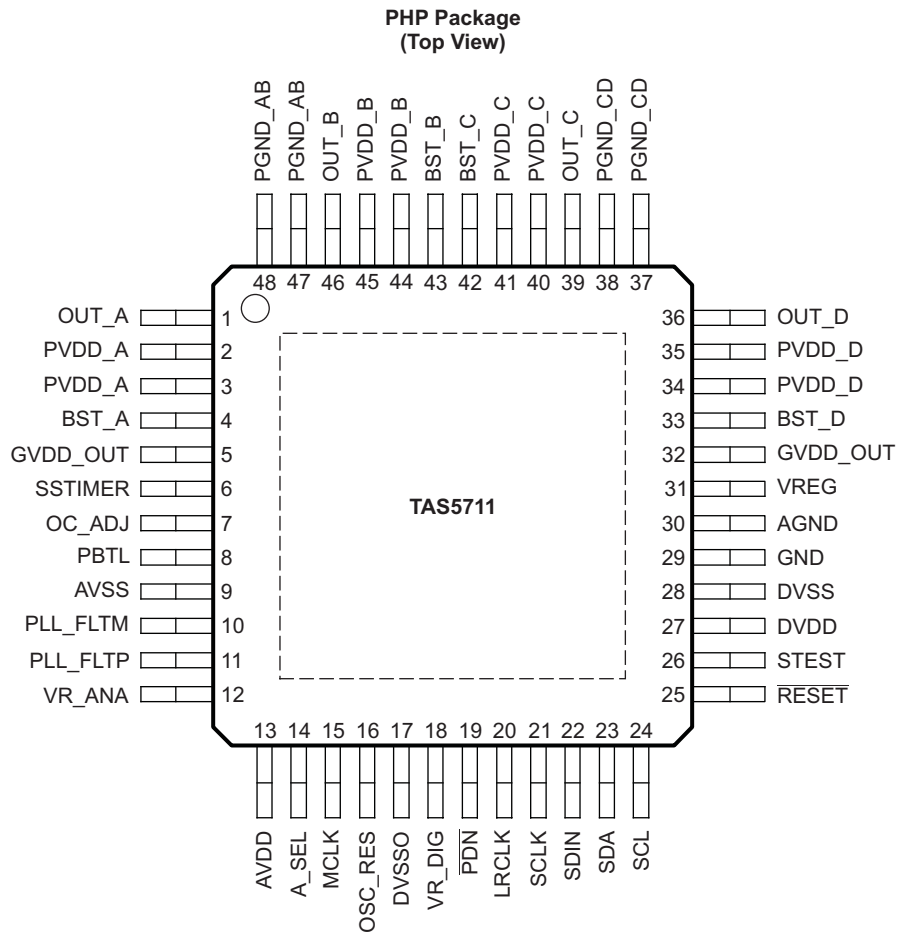 PHP Package
(Top View)
PGND_AB
PGND_AB
OUT_B
PVDD_B
PVDD_B
BST_B
BST_C
PVDD_C
PVDD_C
OUT_C
PGND_CD
PGND_CD
48 47 46 45 44 43 42 41 40 39 38 37
OUT_A 1 36 OUT_D
PVDD_A 2 35 PVDD_D
PVDD_A 3 34 PVDD_D
BST_A 4 33 BST_D
GVDD_OUT 5 32 GVDD_OUT
SSTIMER 6 31 VREG
OC_ADJ 7 TAS5711 30 AGND
PBTL 8 29 GND
AVSS 9 28 DVSS
PLL_FLTM 10 27 DVDD
PLL_FLTP 11 26 STEST
VR_ANA 12 25 RESET
13 14 15 16 17 18 19 20 21 22 23 24
AVDD
A_SEL
MCLK
OSC_RES
DVSSO
VR_DIG
PDN
LRCLK
SCLK
SDIN
SDA
SCL